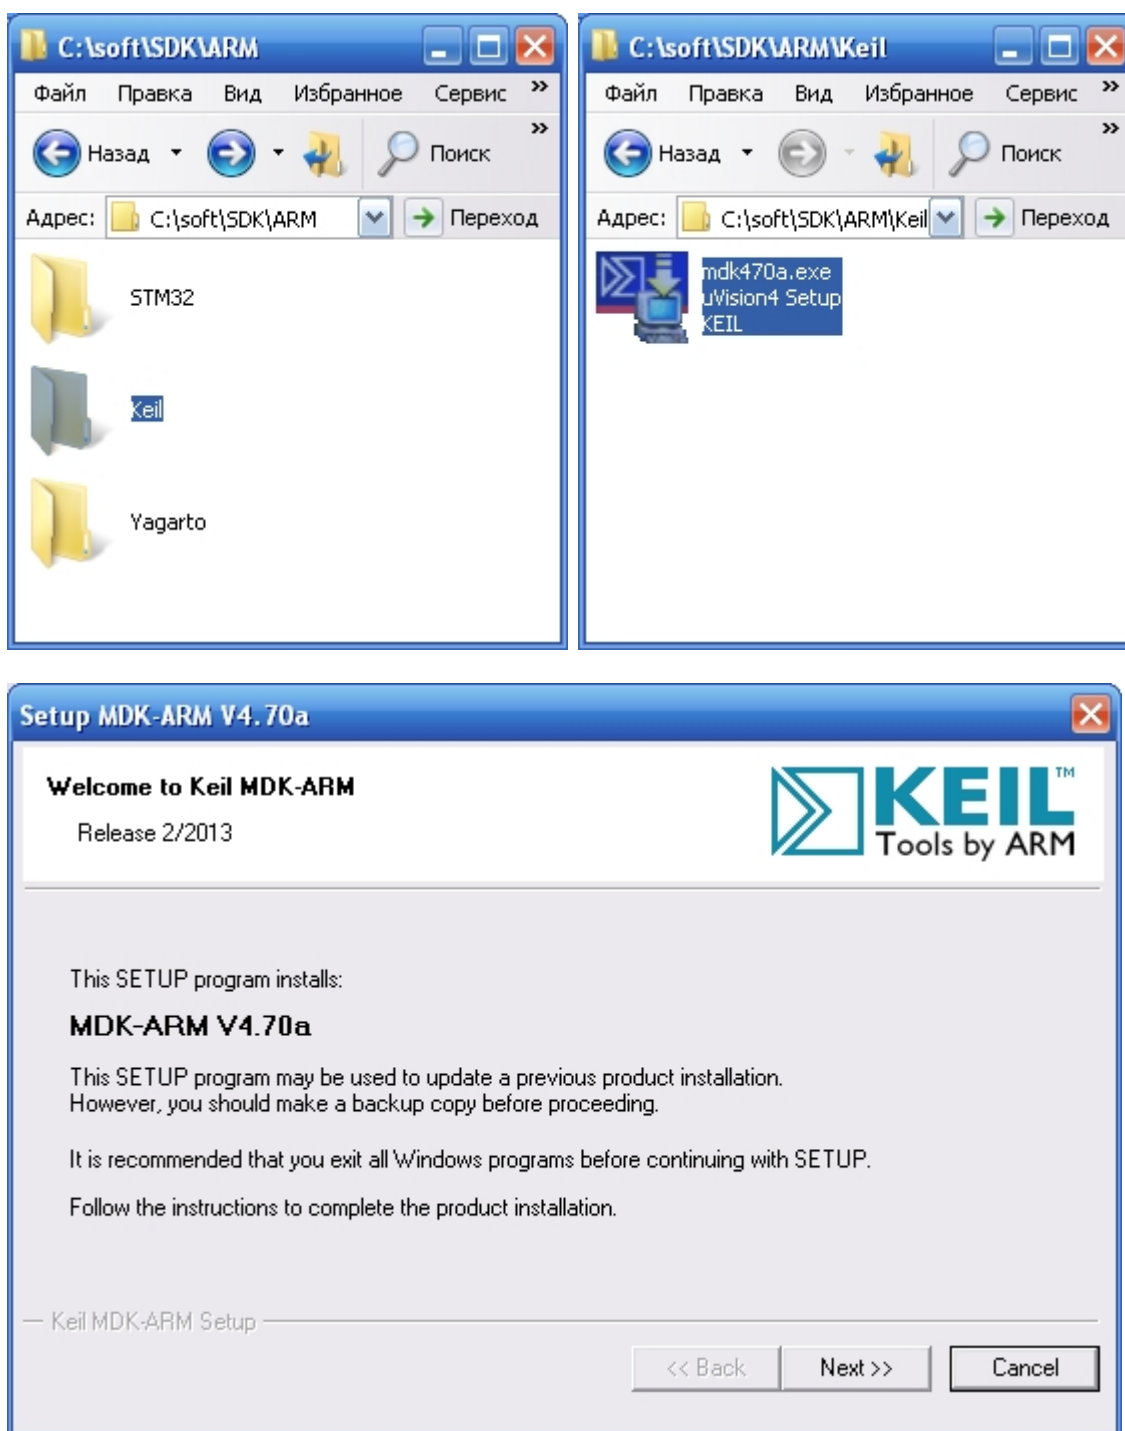 C:\soft\SDK\ARM
Файл Правка Вид Избранное Сервис »
Назад Поиск »
Адрес: C:\soft\SDK\ARM Переход
STM32
Keil
Yagarto
C:\soft\SDK\ARM\Keil
Файл Правка Вид Избранное Сервис »
Назад Поиск »
Адрес: C:\soft\SDK\ARM\Keil Переход
mdk470a.exe
uVision4 Setup
KEIL
Setup MDK-ARM V4.70a
Welcome to Keil MDK-ARM
Release 2/2013
KEIL™
Tools by ARM
This SETUP program installs:
MDK-ARM V4.70a
This SETUP program may be used to update a previous product installation.
However, you should make a backup copy before proceeding.
It is recommended that you exit all Windows programs before continuing with SETUP.
Follow the instructions to complete the product installation.
Keil MDK-ARM Setup
<< Back Next >> Cancel